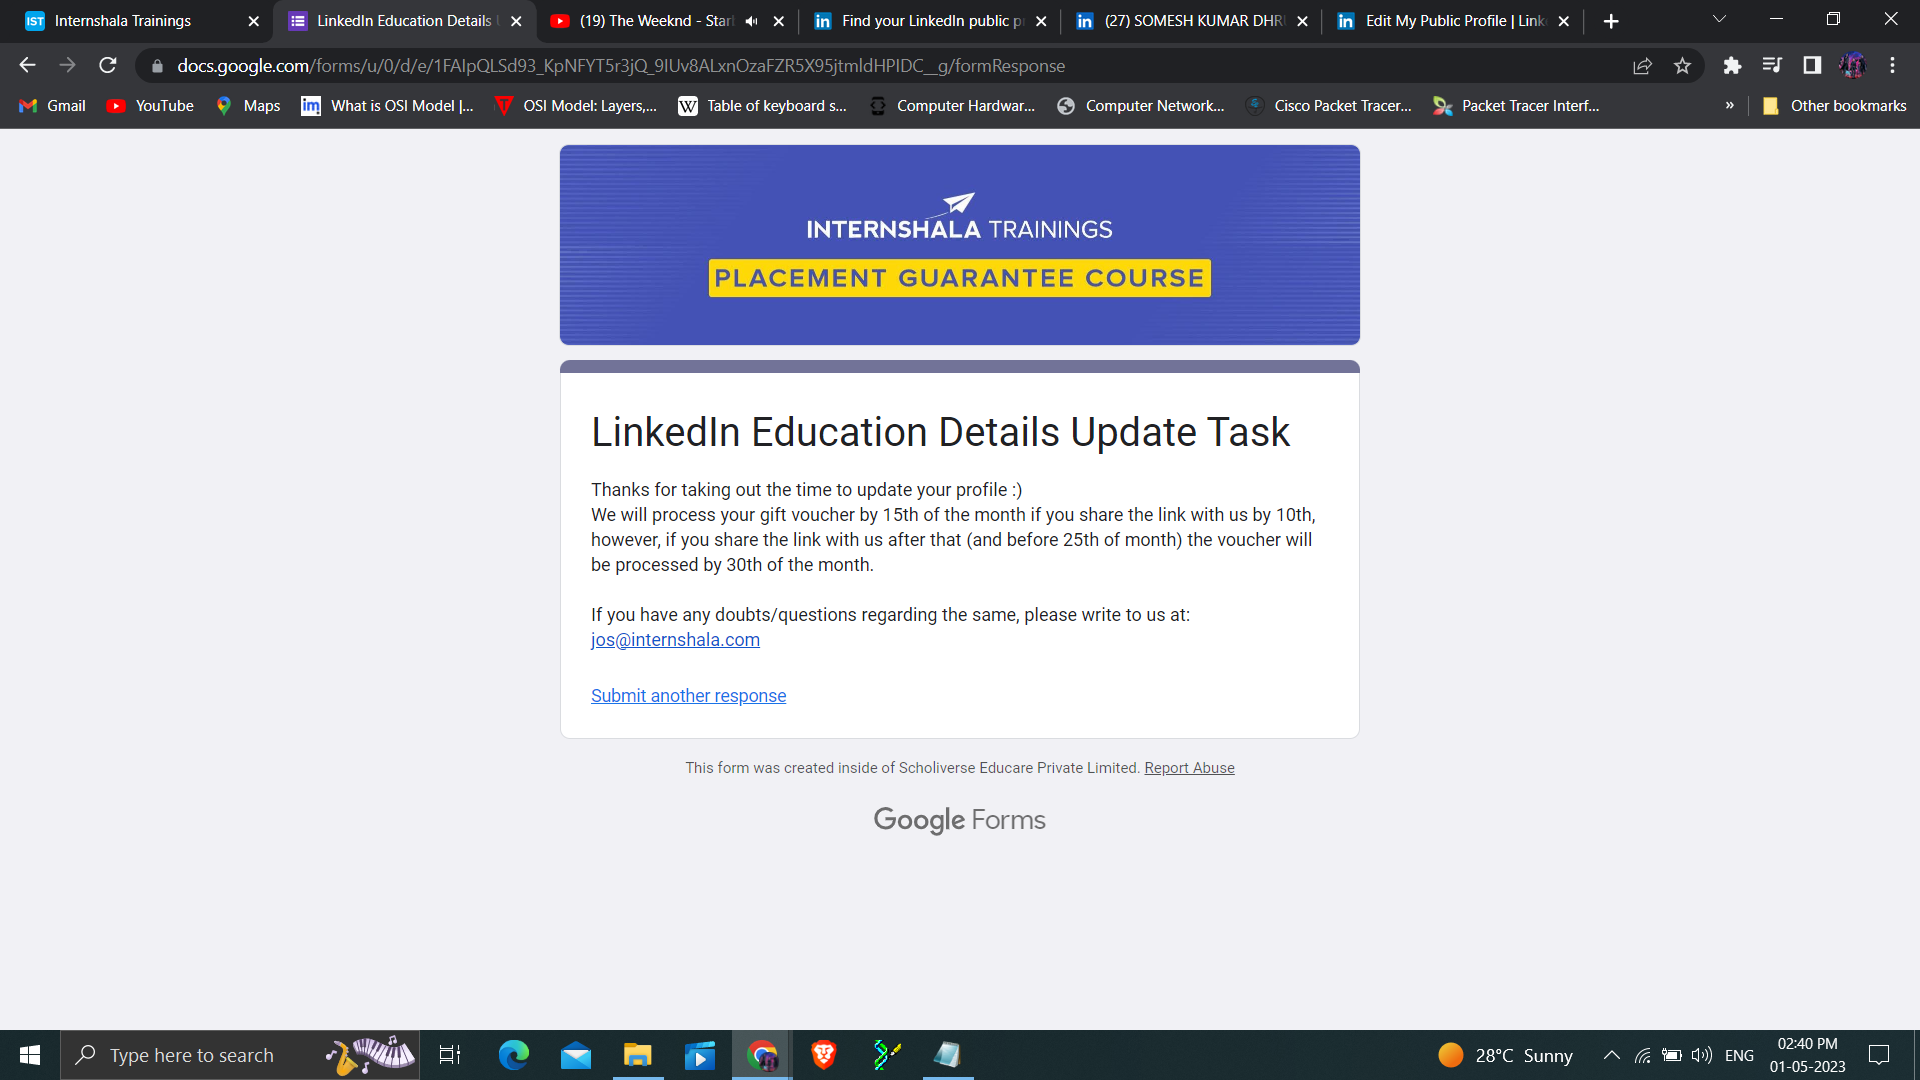 Internshala Trainings
LinkedIn Education Details
(19) The Weeknd - Star
Find your LinkedIn public p
(27) SOMESH KUMAR DHR
Edit My Public Profile | Link
docs.google.com/forms/u/0/d/e/1FAIpQLSd93_KpNFYT5r3jQ_9IUv8ALxnOzaFZR5X95jtmldHPIDC__g/formResponse
Gmail
YouTube
Maps
What is OSI Model |...
OSI Model: Layers,...
Table of keyboard s...
Computer Hardwar...
Computer Network...
Cisco Packet Tracer...
Packet Tracer Interf...
»
Other bookmarks
INTERNSHALA TRAININGS
PLACEMENT GUARANTEE COURSE
LinkedIn Education Details Update Task
Thanks for taking out the time to update your profile :)
We will process your gift voucher by 15th of the month if you share the link with us by 10th,
however, if you share the link with us after that (and before 25th of month) the voucher will
be processed by 30th of the month.
If you have any doubts/questions regarding the same, please write to us at:
jos@internshala.com
Submit another response
This form was created inside of Scholiverse Educare Private Limited. Report Abuse
Google Forms
Type here to search
28°C Sunny
ENG
02:40 PM
01-05-2023